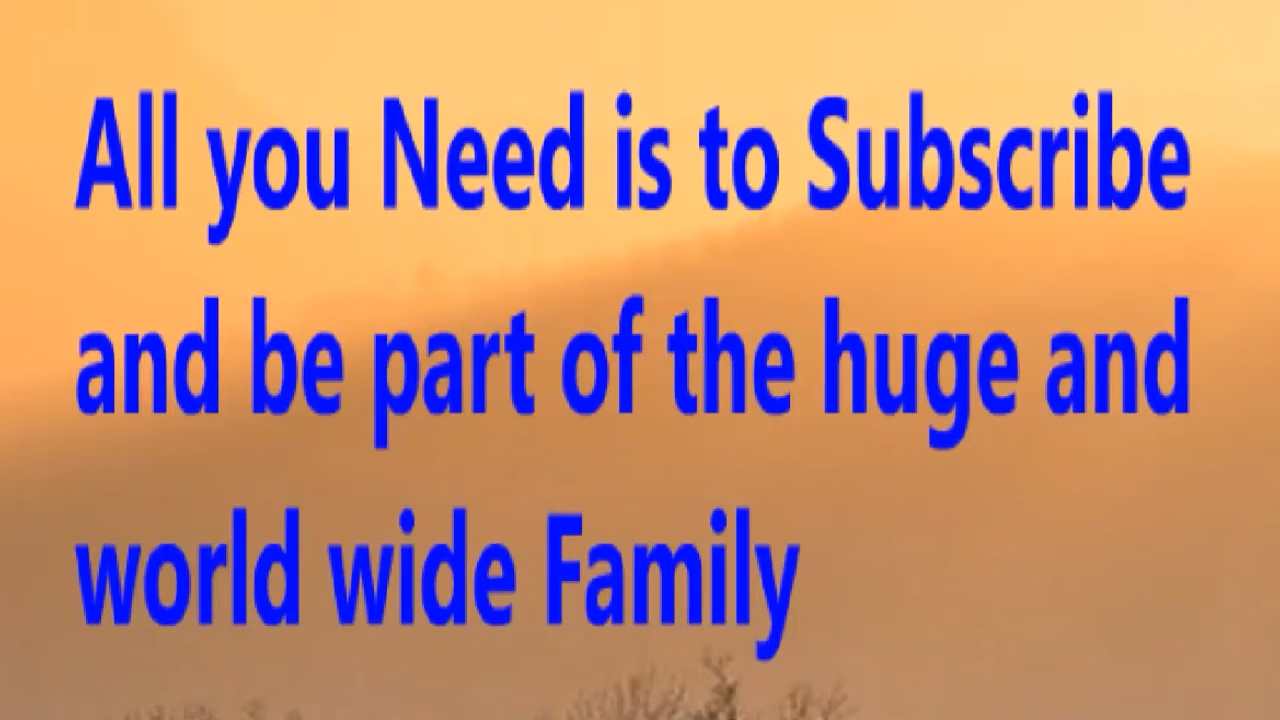 All you Need is to Subscribe
and be part of the huge and
world wide Family